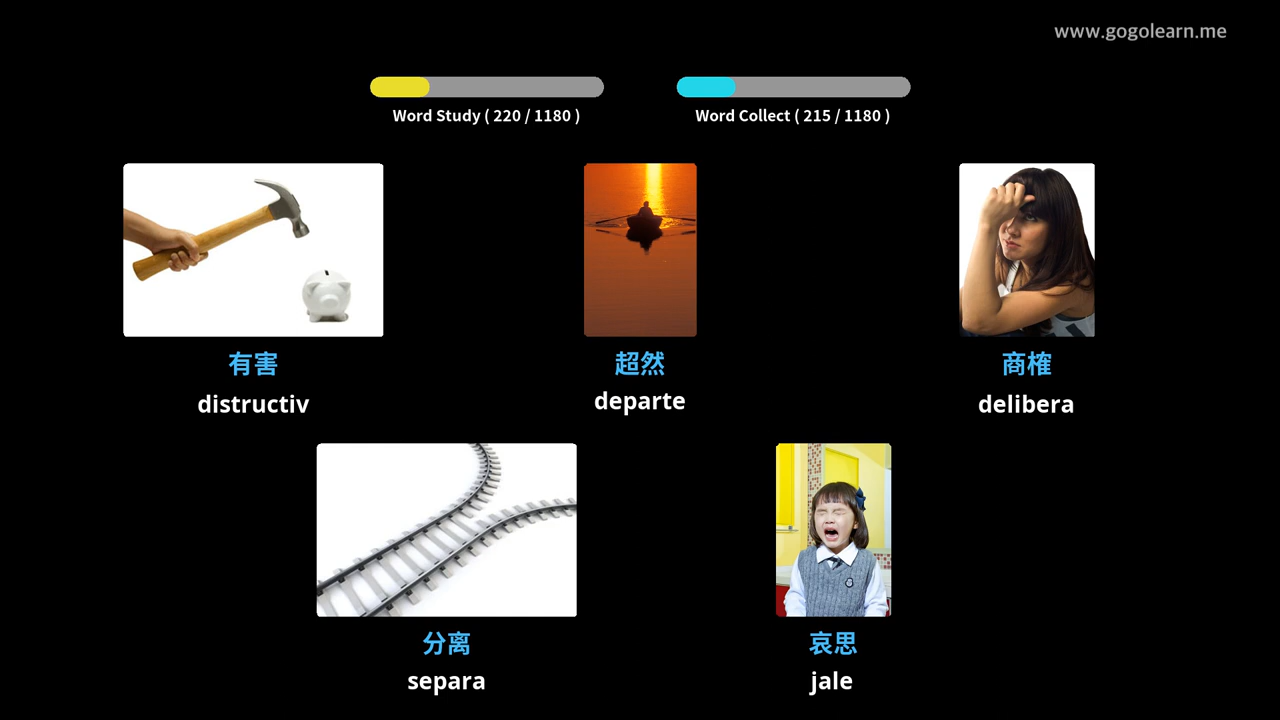 www.gogolearn.me
Word Study ( 220 / 1180 )
Word Collect ( 215 / 1180 )
有害
distructiv
超然
departe
商榷
delibera
分离
separa
哀思
jale